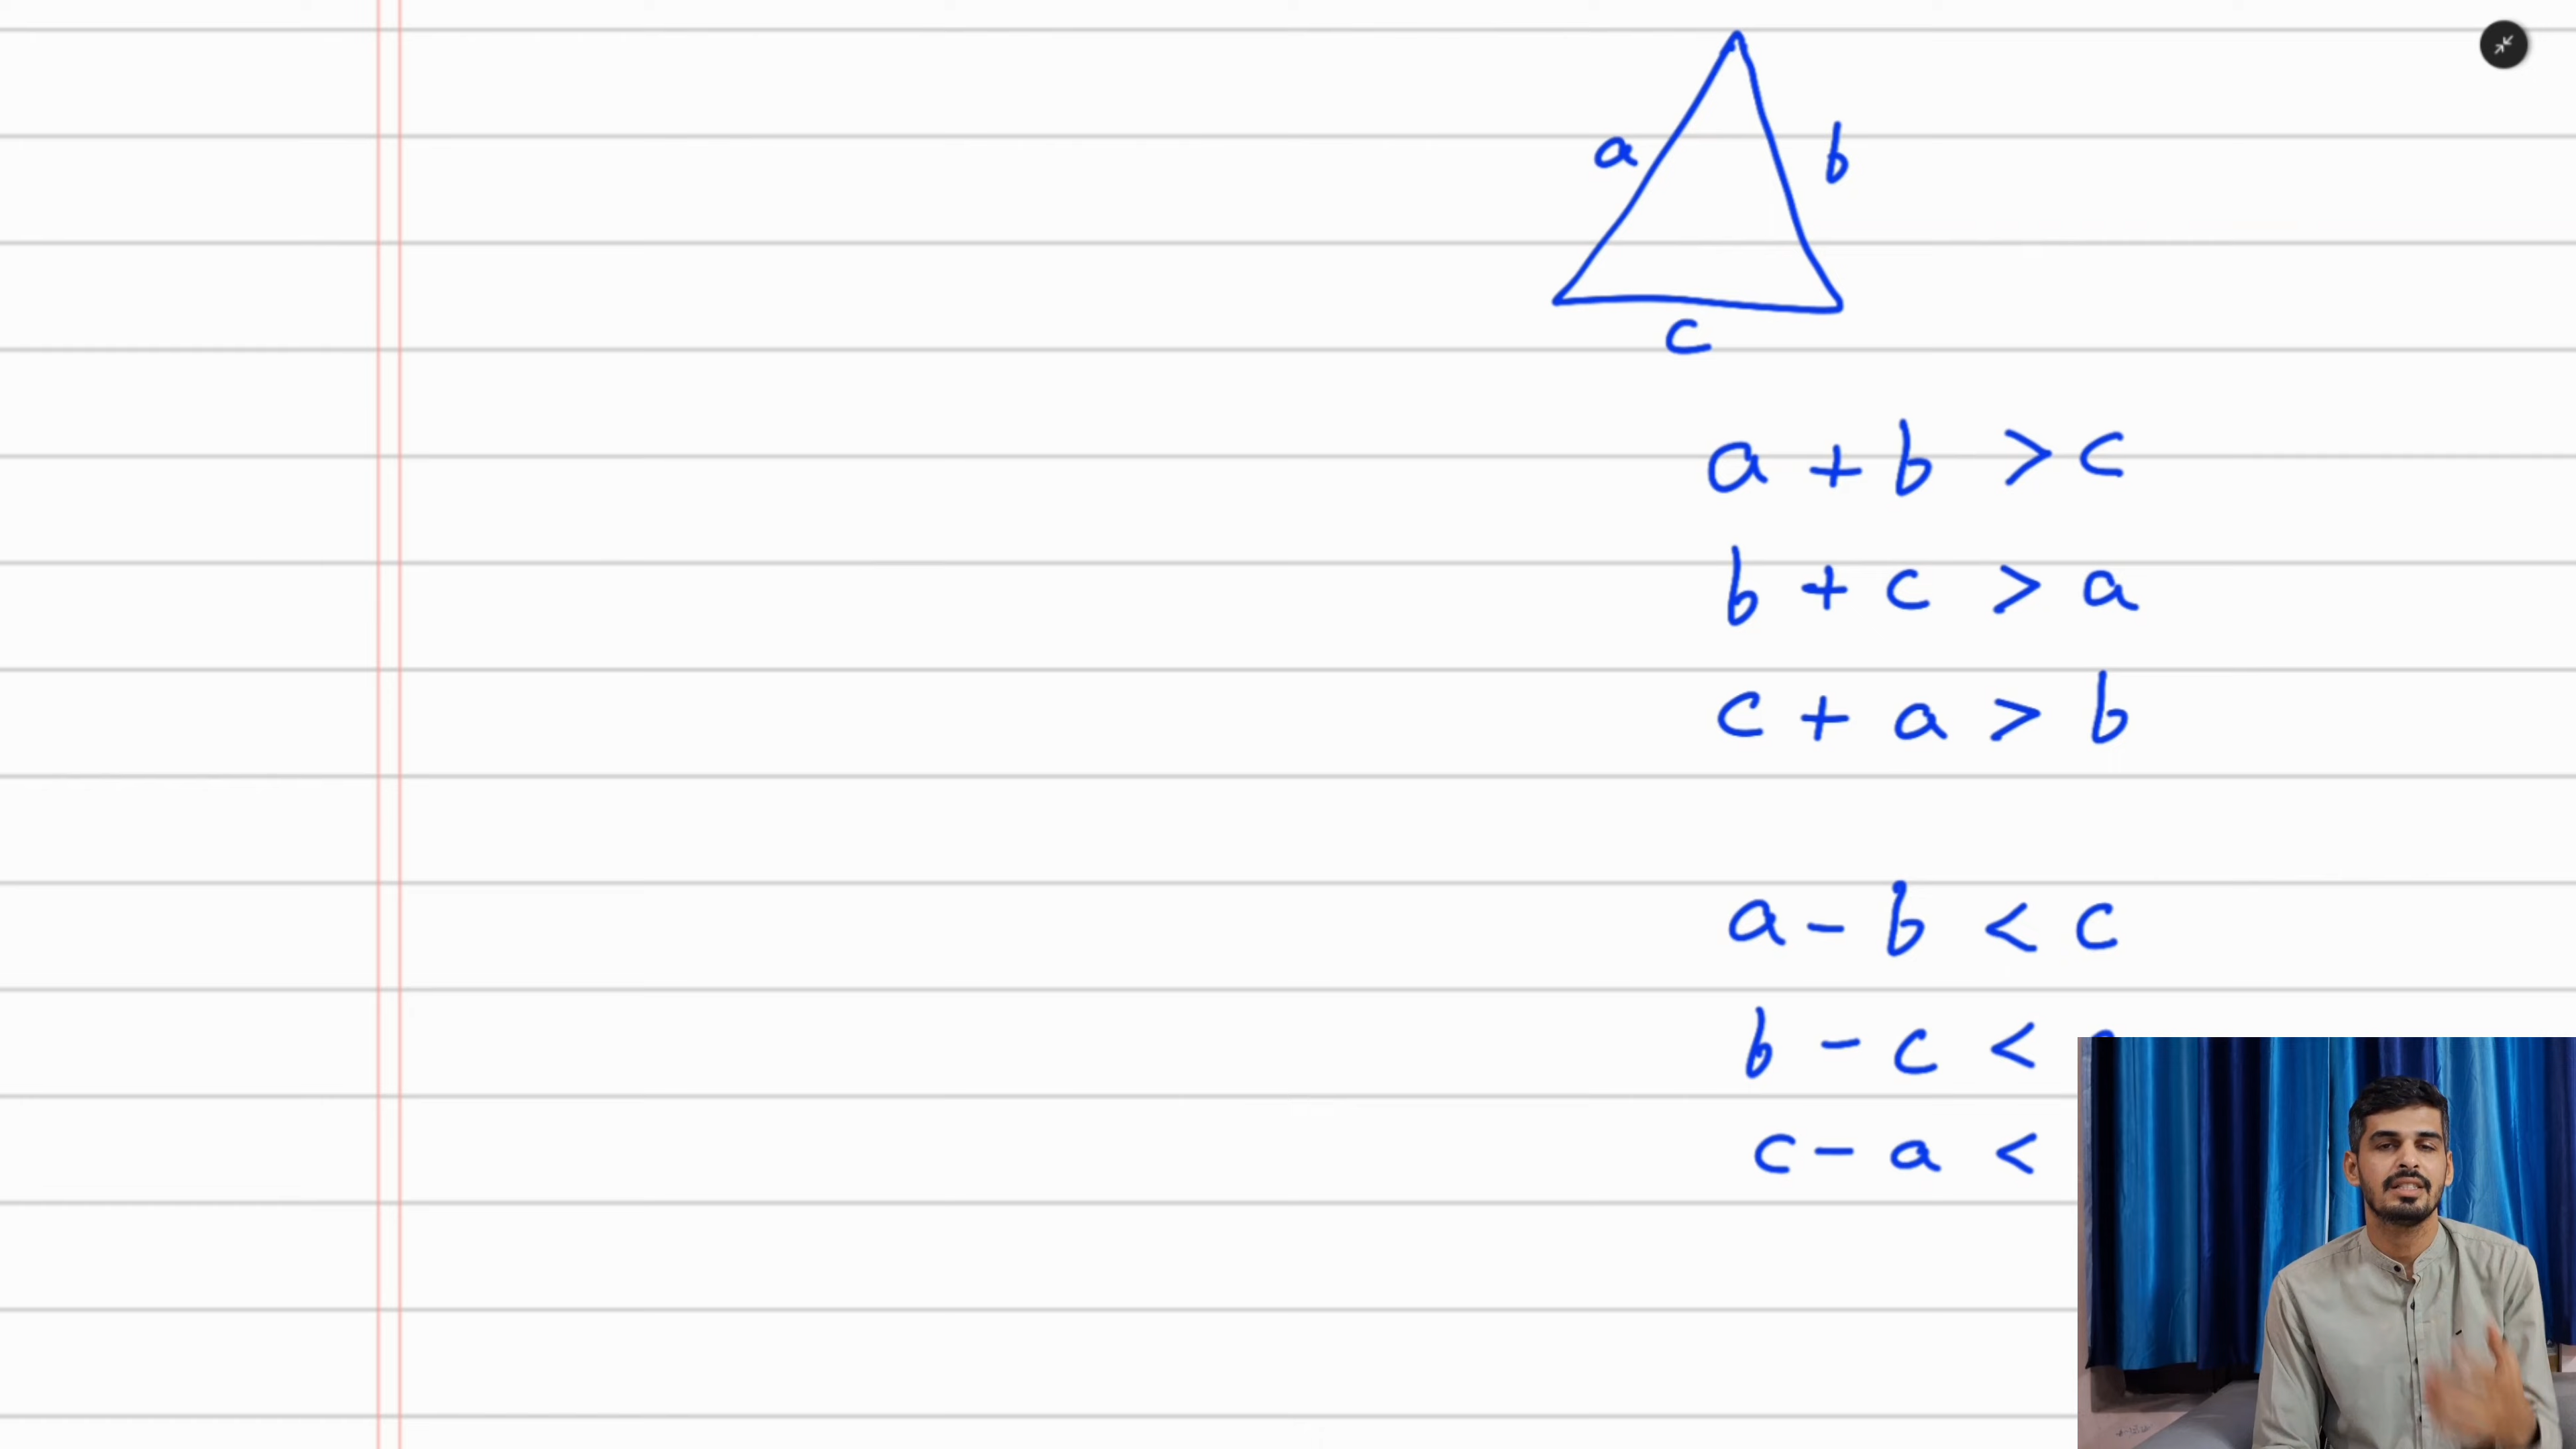 a
b
c
a + b > c
b + c > a
c + a > b
a - b < c
b - c <
c - a <